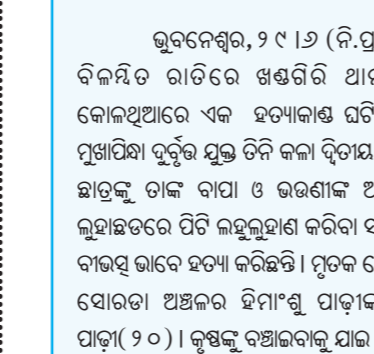 ଭୁବନେଶ୍ୱର, ୨୯।୬ (ନି.ପ୍ର
ବିଳମ୍ବିତ ରାତିରେ ଖଣ୍ଡଗିରି ଥାନ
କୋଳଥିଆରେ ଏକ ହତ୍ୟାକାଣ୍ଡ ଘଟି
ମୁଖାପିନ୍ଧା ଦୁର୍ବୃତ୍ତ ଯୁକ୍ତ ତିନି କଳା ଦ୍ୱିତୀୟ
ଛାତ୍ରଙ୍କୁ ତାଙ୍କ ବାପା ଓ ଭଉଣୀଙ୍କ
ଲୁହାଛଡରେ ପିଟି ଲହୁଲୁହାଣ କରିବା
ବୀଭତ୍ସ ଭାବେ ହତ୍ୟା କରିଛନ୍ତି। ମୃତକ
ସୋରଡା ଅଞ୍ଚଳର ହିମାଂଶୁ ପାଢ଼ୀଙ୍କ
ପାଢ଼ୀ(୨୦)। କୃଷ୍ଣଙ୍କୁ ବଞ୍ଚାଇବାକୁ ଯାଇ